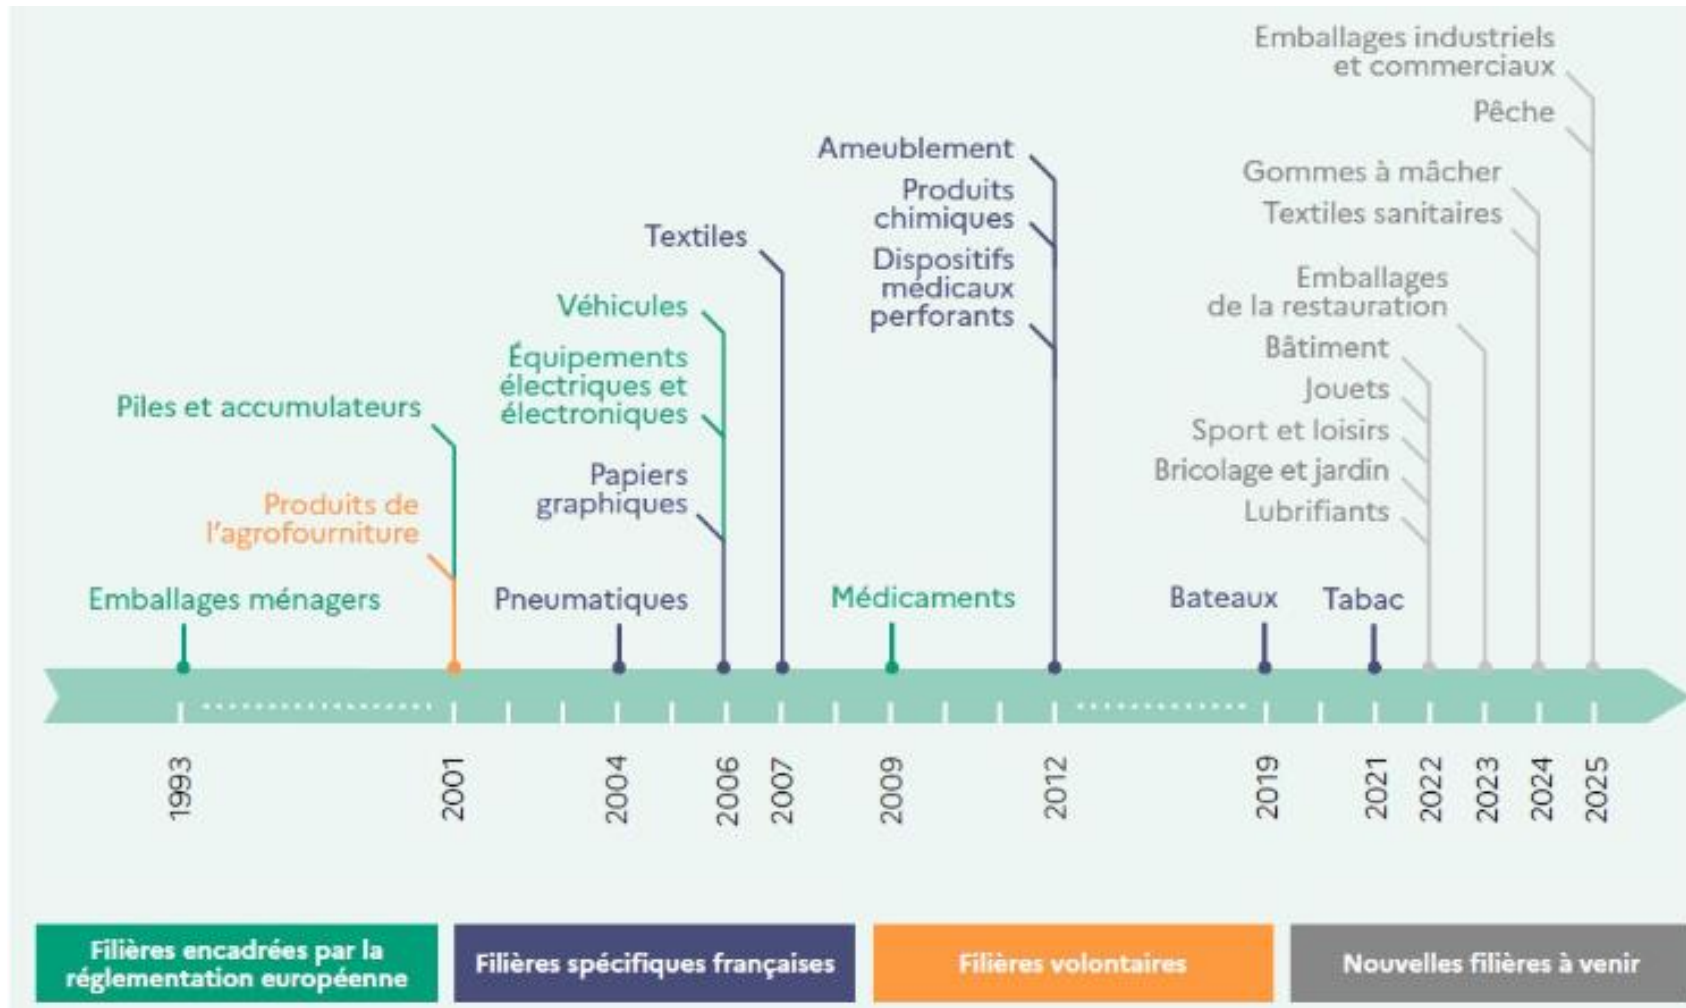 Emballages industriels
et commerciaux
Pêche
Ameublement
Gommes à mâcher
Produits
chimiques
Textiles sanitaires
Textiles
Dispositifs
médicaux
perforants
Emballages
de la restauration
Véhicules
Bâtiment
Équipements
électriques et
électroniques
Jouets
Piles et accumulateurs
Sport et loisirs
Papiers
graphiques
Bricolage et jardin
Produits de
l'agrofourniture
Lubrifiants
Emballages ménagers
Pneumatiques
Médicaments
Bateaux
Tabac
1993
2001
2004
2006
2007
2009
2012
2019
2021
2022
2023
2024
2025
Filières encadrées par la
réglementation européenne
Filières spécifiques françaises
Filières volontaires
Nouvelles filières à venir